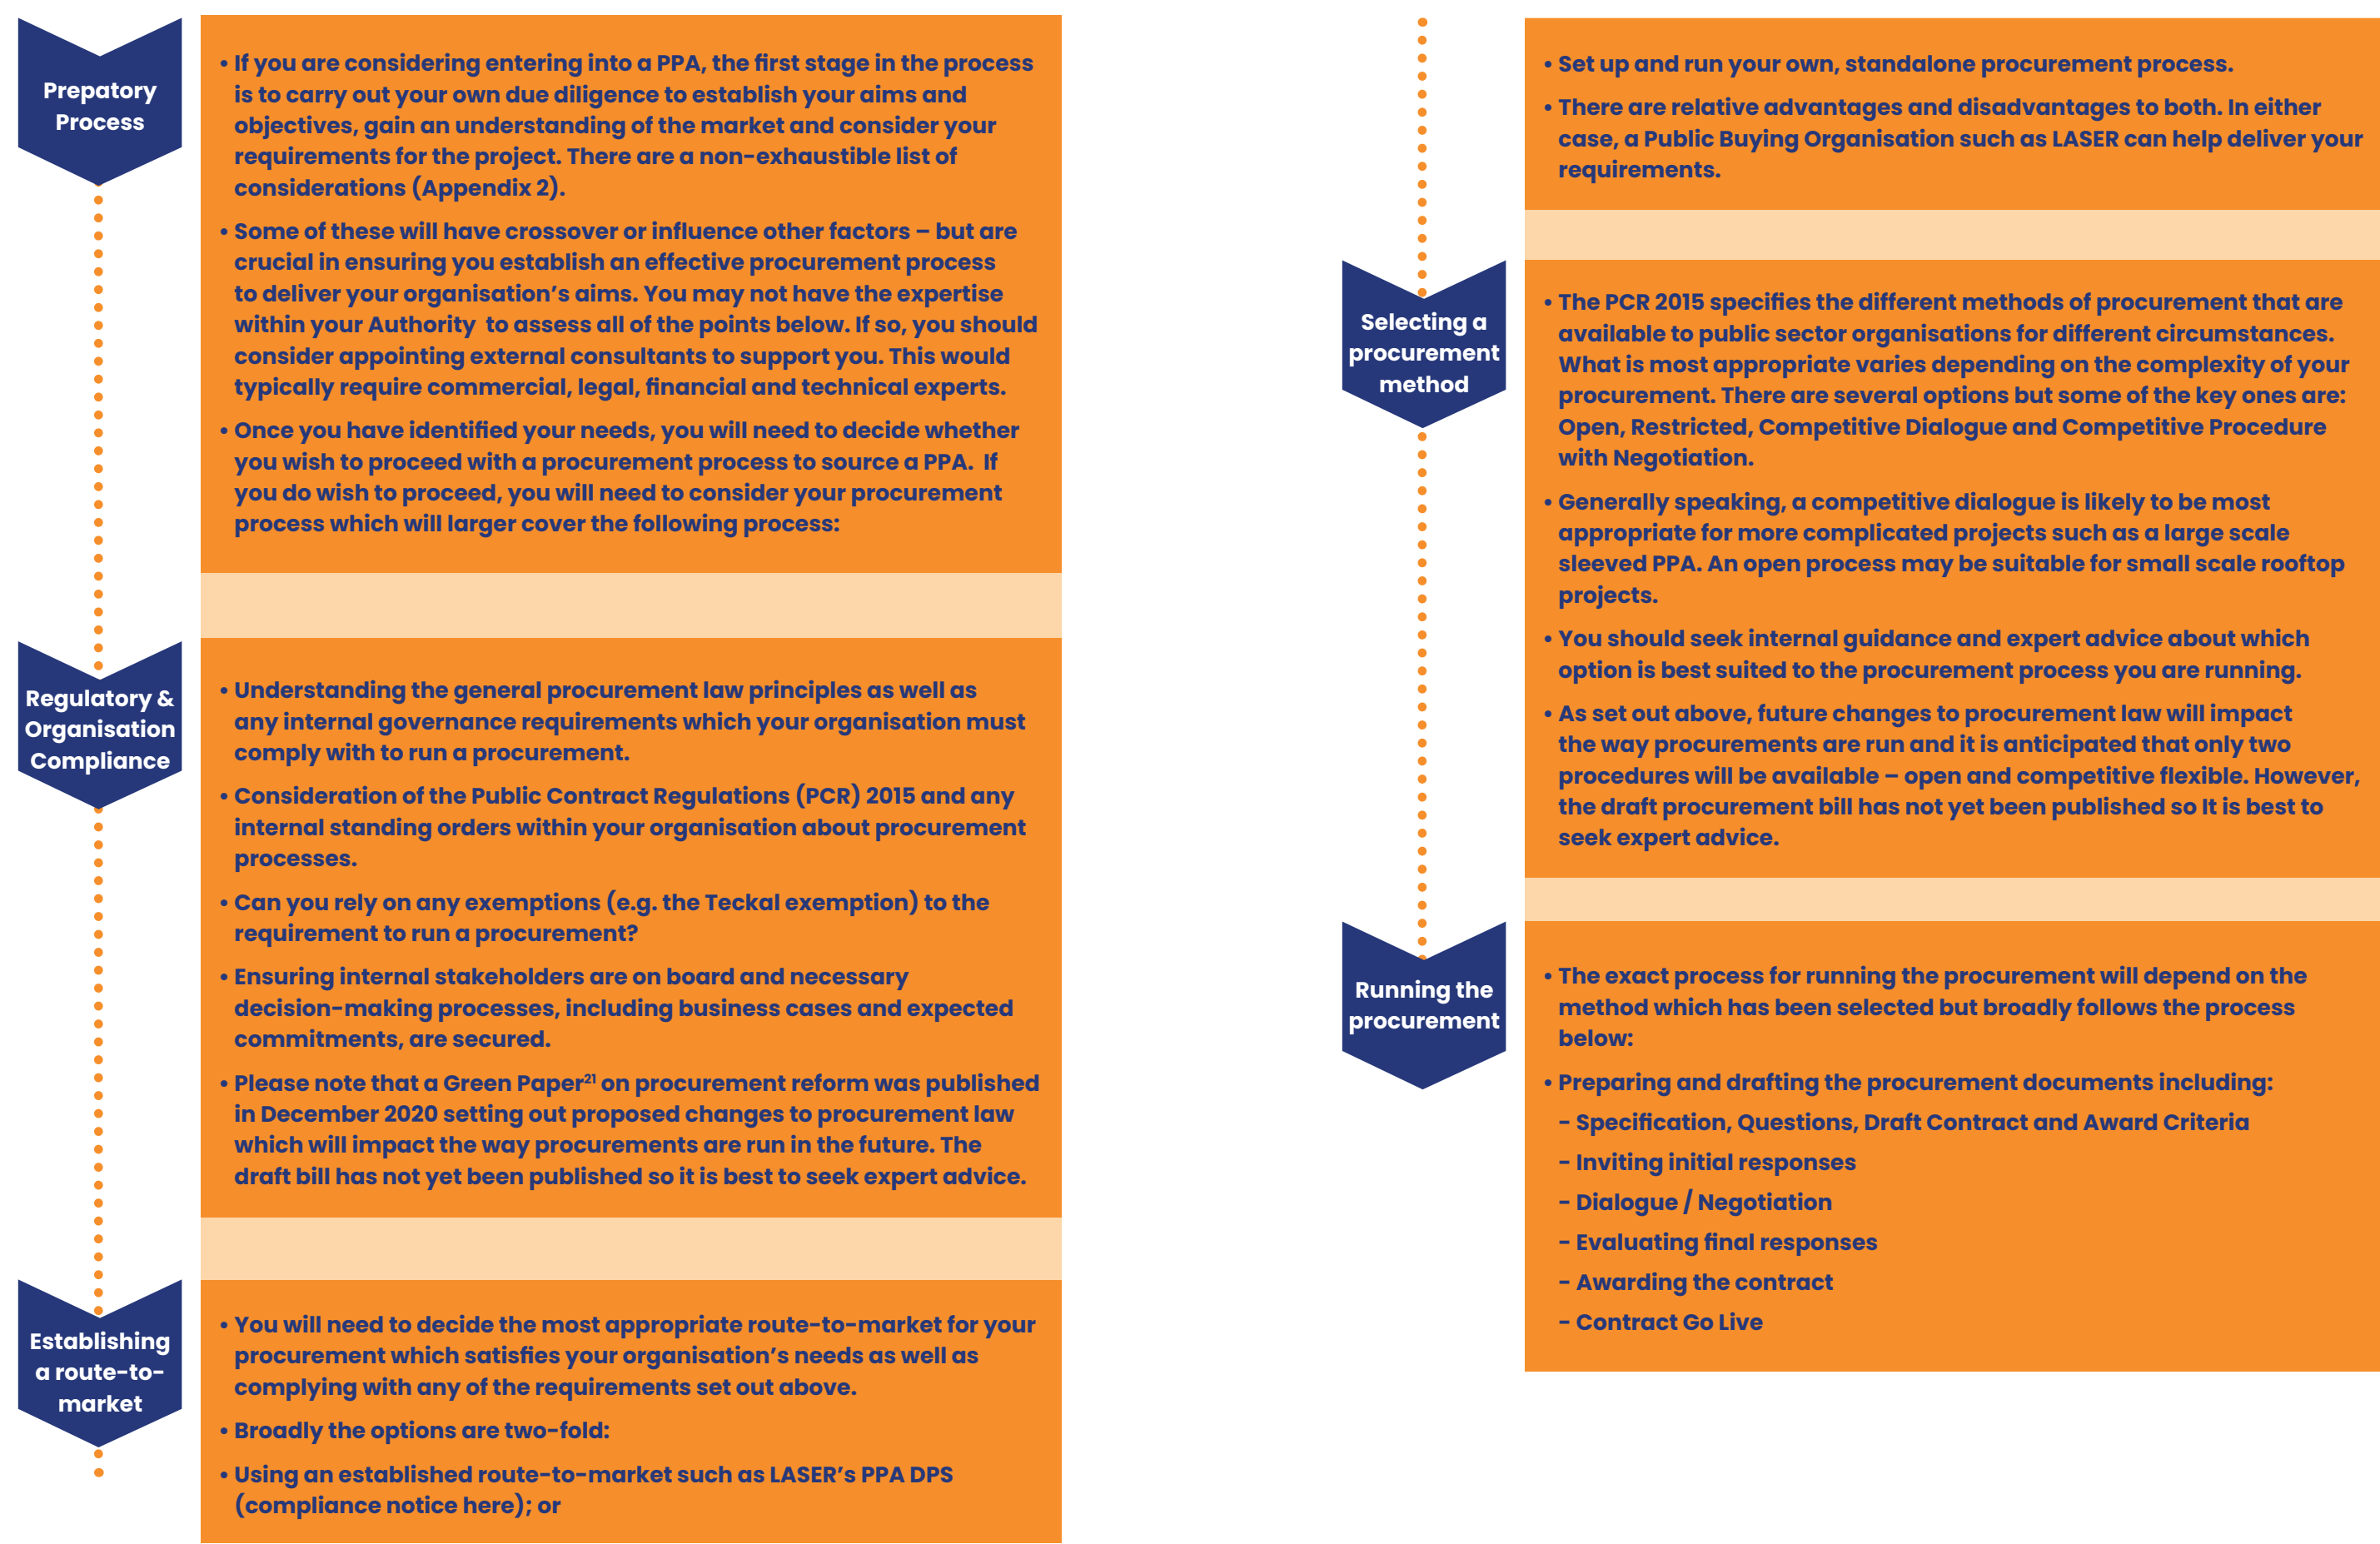 Prepatory
Process
• If you are considering entering into a PPA, the first stage in the process
is to carry out your own due diligence to establish your aims and
objectives, gain an understanding of the market and consider your
requirements for the project. There are a non-exhaustible list of
considerations (Appendix 2).
• Some of these will have crossover or influence other factors – but are
crucial in ensuring you establish an effective procurement process
to deliver your organisation's aims. You may not have the expertise
within your Authority  to assess all of the points below. If so, you should
consider appointing external consultants to support you. This would
typically require commercial, legal, financial and technical experts.
• Once you have identified your needs, you will need to decide whether
you wish to proceed with a procurement process to source a PPA.  If
you do wish to proceed, you will need to consider your procurement
process which will larger cover the following process:
Regulatory &
Organisation
Compliance
• Understanding the general procurement law principles as well as
any internal governance requirements which your organisation must
comply with to run a procurement.
• Consideration of the Public Contract Regulations (PCR) 2015 and any
internal standing orders within your organisation about procurement
processes.
• Can you rely on any exemptions (e.g. the Teckal exemption) to the
requirement to run a procurement?
• Ensuring internal stakeholders are on board and necessary
decision-making processes, including business cases and expected
commitments, are secured.
• Please note that a Green Paper²¹ on procurement reform was published
in December 2020 setting out proposed changes to procurement law
which will impact the way procurements are run in the future. The
draft bill has not yet been published so it is best to seek expert advice.
Establishing
a route-to-
market
• You will need to decide the most appropriate route-to-market for your
procurement which satisfies your organisation's needs as well as
complying with any of the requirements set out above.
• Broadly the options are two-fold:
• Using an established route-to-market such as LASER's PPA DPS
(compliance notice here); or
• Set up and run your own, standalone procurement process.
• There are relative advantages and disadvantages to both. In either
case, a Public Buying Organisation such as LASER can help deliver your
requirements.
Selecting a
procurement
method
• The PCR 2015 specifies the different methods of procurement that are
available to public sector organisations for different circumstances.
What is most appropriate varies depending on the complexity of your
procurement. There are several options but some of the key ones are:
Open, Restricted, Competitive Dialogue and Competitive Procedure
with Negotiation.
• Generally speaking, a competitive dialogue is likely to be most
appropriate for more complicated projects such as a large scale
sleeved PPA. An open process may be suitable for small scale rooftop
projects.
• You should seek internal guidance and expert advice about which
option is best suited to the procurement process you are running.
• As set out above, future changes to procurement law will impact
the way procurements are run and it is anticipated that only two
procedures will be available – open and competitive flexible. However,
the draft procurement bill has not yet been published so It is best to
seek expert advice.
Running the
procurement
• The exact process for running the procurement will depend on the
method which has been selected but broadly follows the process
below:
• Preparing and drafting the procurement documents including:
– Specification, Questions, Draft Contract and Award Criteria
– Inviting initial responses
– Dialogue / Negotiation
– Evaluating final responses
– Awarding the contract
– Contract Go Live